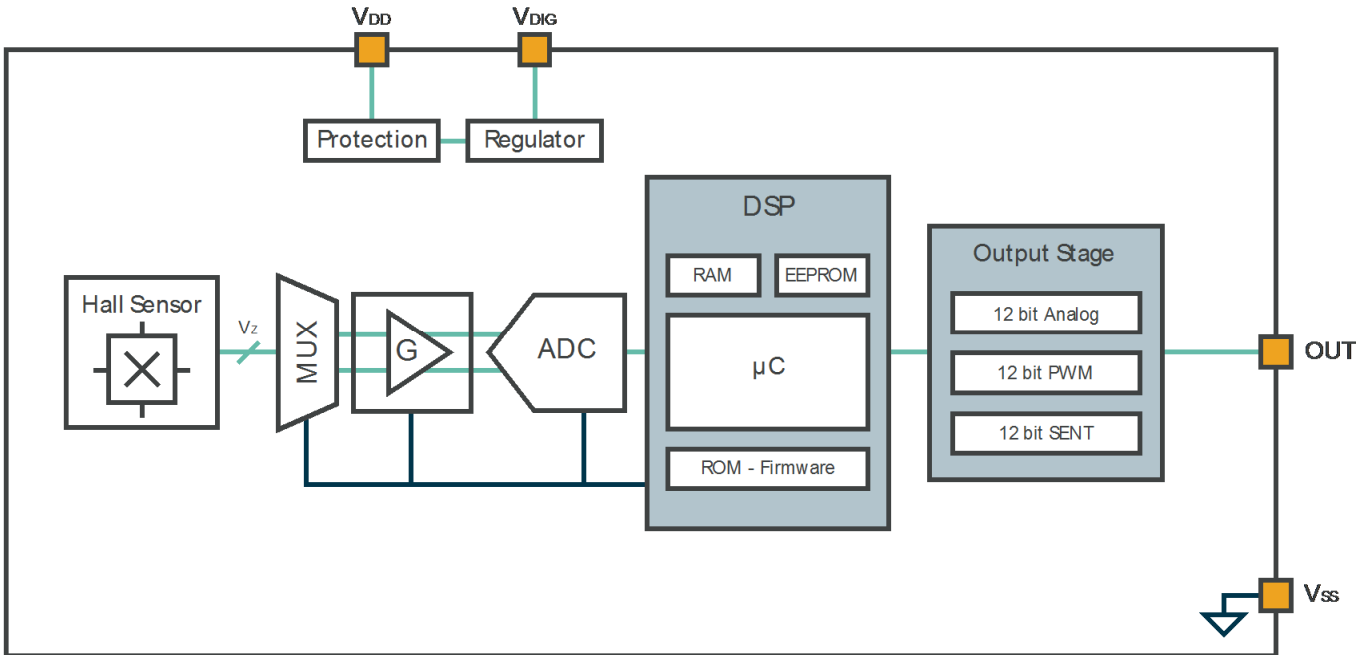 VDD
VDIG
Protection
Regulator
DSP
RAM
EEPROM
µC
ROM - Firmware
Output Stage
12 bit Analog
12 bit PWM
12 bit SENT
Hall Sensor
Vz
MUX
G
ADC
OUT
Vss